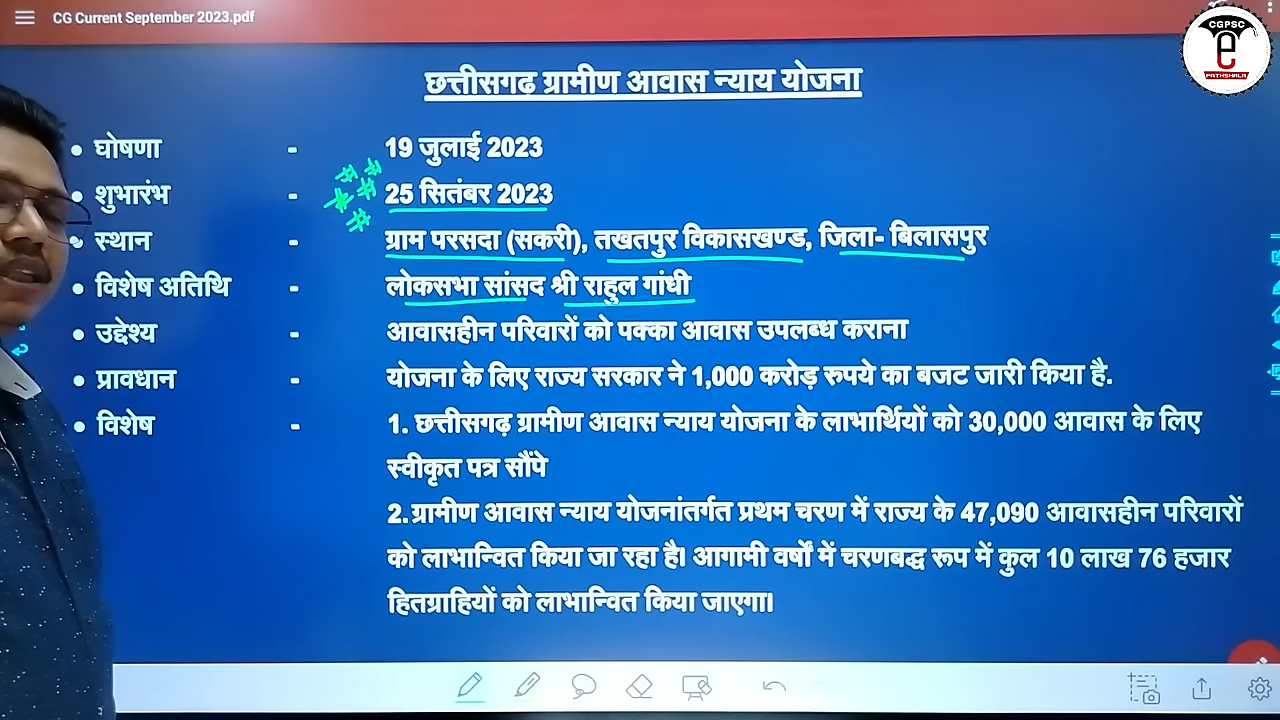 CG Current September 2023.pdf
CGPSC
e
PATHSHALA
छत्तीसगढ ग्रामीण आवास न्याय योजना
• घोषणा - 19 जुलाई 2023
• शुभारंभ - 25 सितंबर 2023
• स्थान - ग्राम परसदा (सकरी), तखतपुर विकासखण्ड, जिला- बिलासपुर
• विशेष अतिथि - लोकसभा सांसद श्री राहुल गांधी
• उद्देश्य - आवासहीन परिवारों को पक्का आवास उपलब्ध कराना
• प्रावधान - योजना के लिए राज्य सरकार ने 1,000 करोड़ रुपये का बजट जारी किया है.
• विशेष - 1. छत्तीसगढ़ ग्रामीण आवास न्याय योजना के लाभार्थियों को 30,000 आवास के लिए
स्वीकृत पत्र सौंपे
2.ग्रामीण आवास न्याय योजनांतर्गत प्रथम चरण में राज्य के 47,090 आवासहीन परिवारों
को लाभान्वित किया जा रहा है। आगामी वर्षों में चरणबद्ध रूप में कुल 10 लाख 76 हजार
हितग्राहियों को लाभान्वित किया जाएगा।